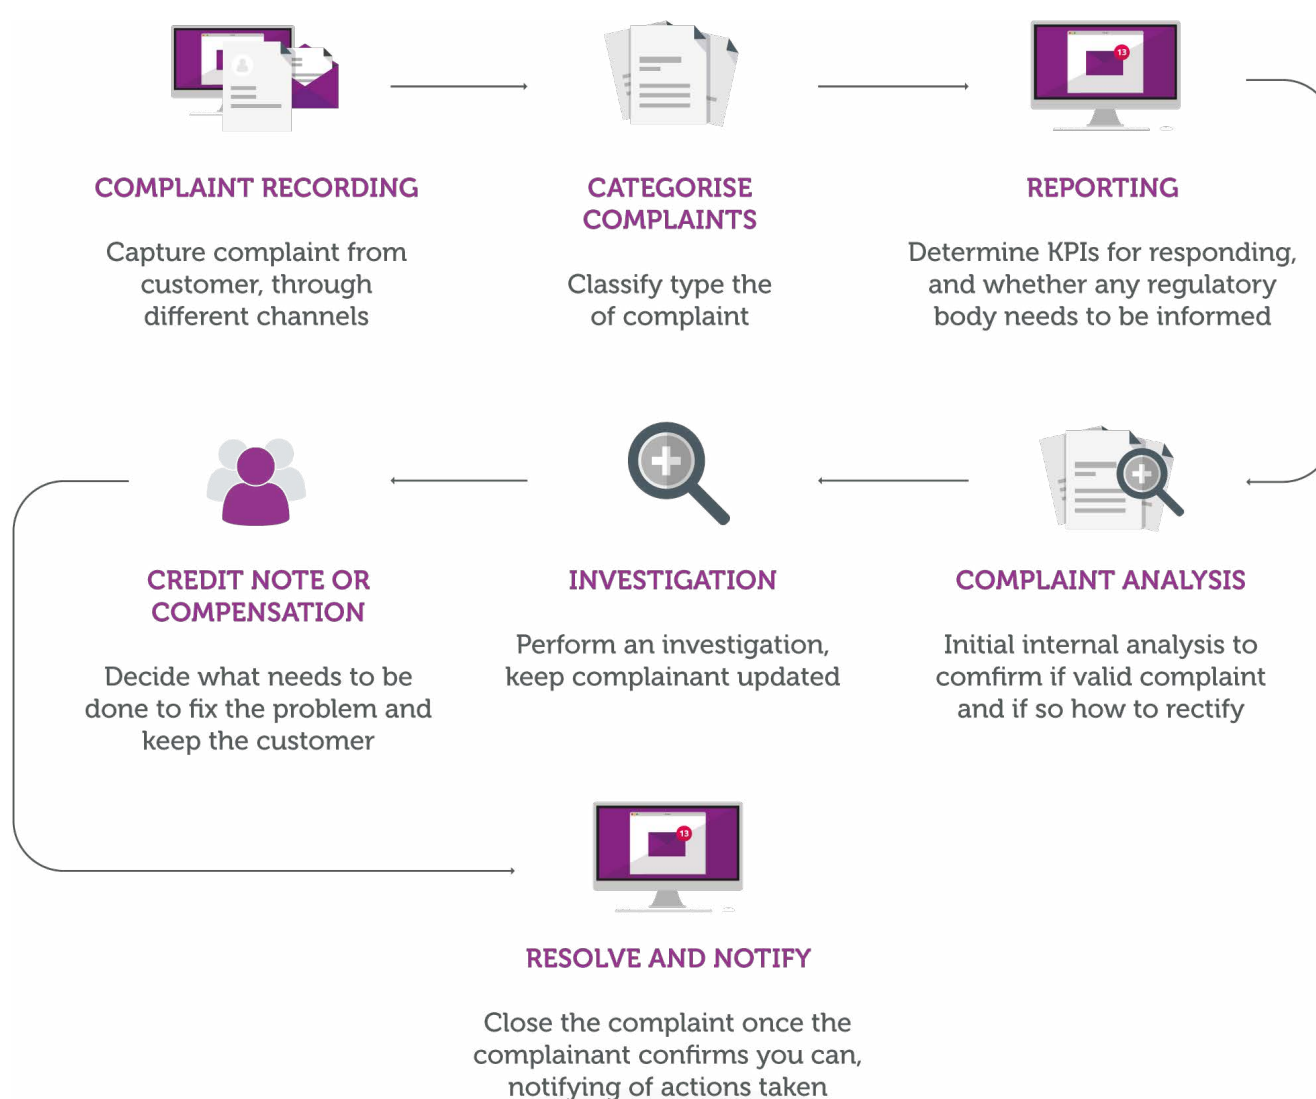 COMPLAINT RECORDING
Capture complaint from
customer, through
different channels
CATEGORISE
COMPLAINTS
Classify type the
of complaint
13
REPORTING
Determine KPIs for responding,
and whether any regulatory
body needs to be informed
CREDIT NOTE OR
COMPENSATION
Decide what needs to be
done to fix the problem and
keep the customer
INVESTIGATION
Perform an investigation,
keep complainant updated
COMPLAINT ANALYSIS
Initial internal analysis to
comfirm if valid complaint
and if so how to rectify
13
RESOLVE AND NOTIFY
Close the complaint once the
complainant confirms you can,
notifying of actions taken